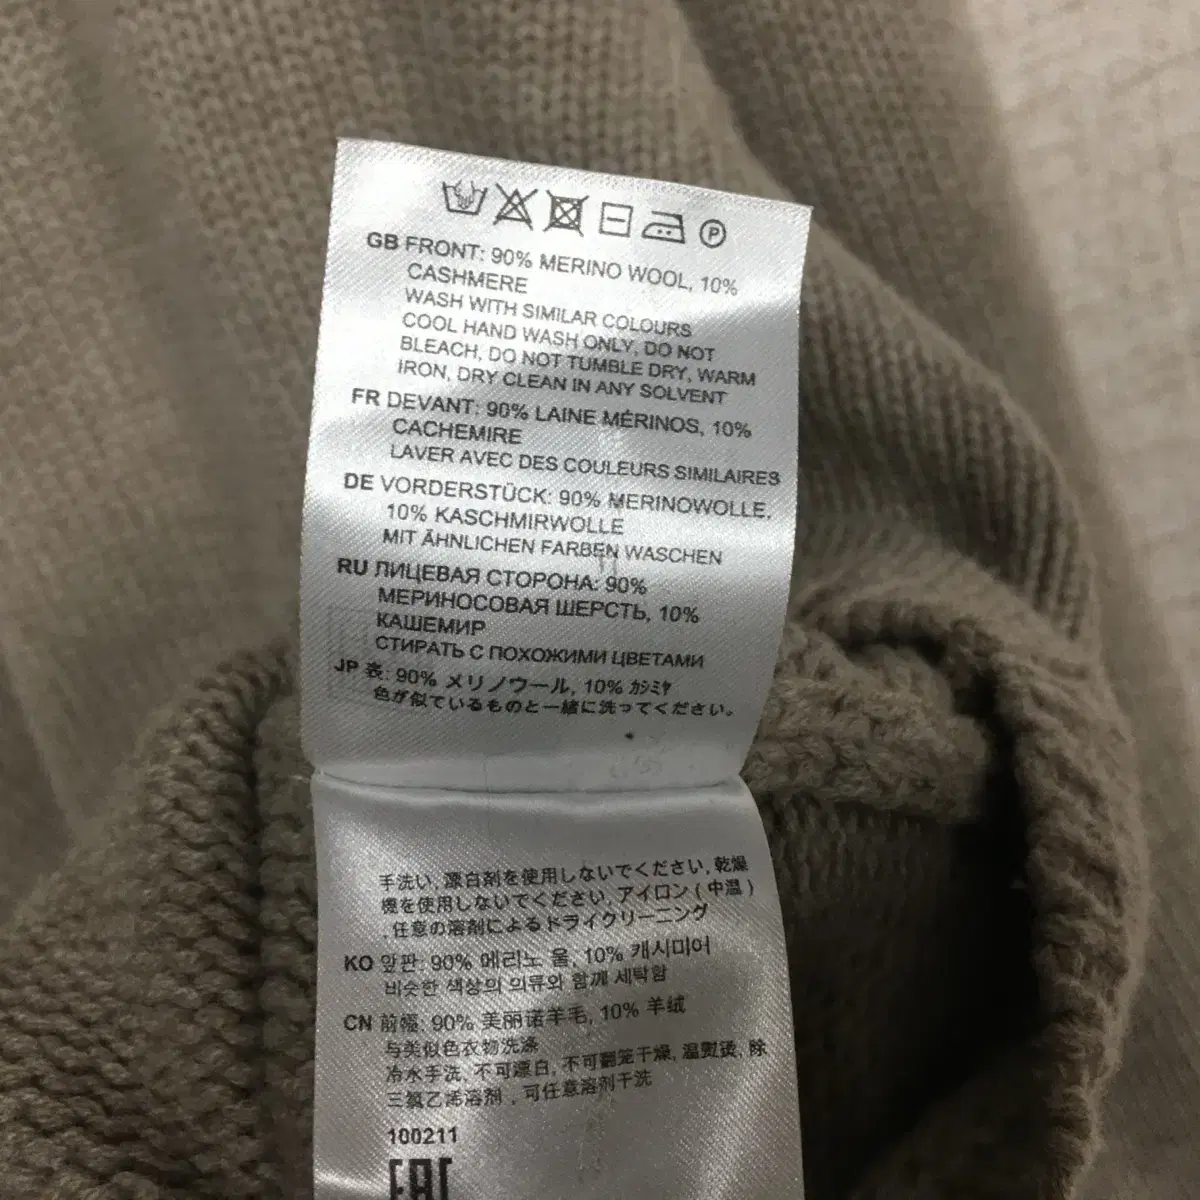 GB FRONT: 90% MERINO WOOL, 10%
CASHMERE
WASH WITH SIMILAR COLOURS
COOL HAND WASH ONLY, DO NOT
BLEACH, DO NOT TUMBLE DRY, WARM
IRON, DRY CLEAN IN ANY SOLVENT
FR DEVANT: 90% LAINE MÉRINOS, 10%
CACHEMIRE
LAVER AVEC DES COULEURS SIMILAIRES
DE VORDERSTÜCK: 90% MERINOWOLLE,
10% KASCHMIRWOLLE
MIT ÄHNLICHEN FARBEN WASCHEN
RU ЛИЦЕВАЯ СТОРОНА: 90%
МЕРИНОСОВАЯ ШЕРСТЬ, 10%
КАШЕМИР
СТИРАТЬ С ПОХОЖИМИ ЦВЕТАМИ
JP 表: 90% メリノウール, 10% カシミヤ
色が似ているものと一緒に洗ってください。
手洗い, 漂白剤を使用しないでください, 乾燥
機を使用しないでください, アイロン ( 中温 )
, 任意の溶剤によるドライクリーニング
KO 앞판: 90% 메리노 울, 10% 캐시미어
비슷한 색상의 의류와 함께 세탁함
CN 前幅: 90% 美丽诺羊毛, 10% 羊绒
与类似色衣物洗涤
冷水手洗, 不可漂白, 不可翻笼干燥, 温熨烫, 除
三氯乙烯溶剂 , 可任意溶剂干洗
100211
EAC